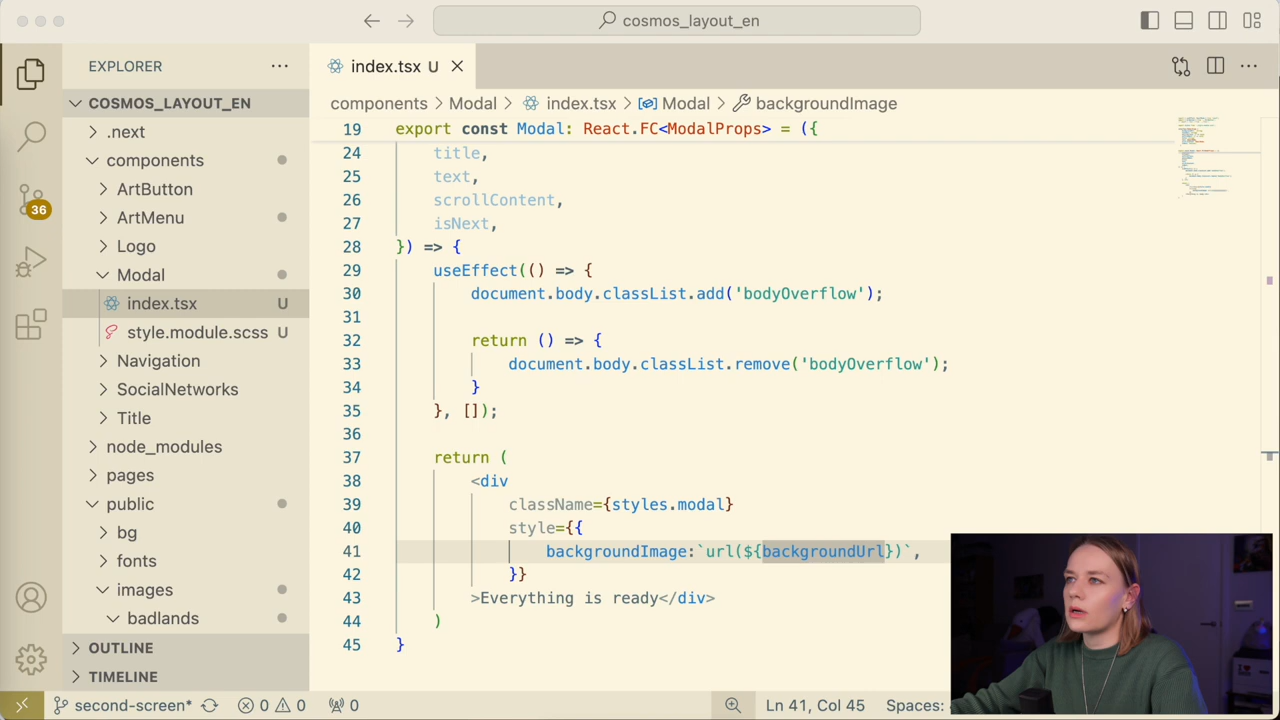 cosmos_layout_en
EXPLORER
index.tsx U
COSMOS_LAYOUT_EN
.next
components
ArtButton
ArtMenu
Logo
Modal
index.tsx U
style.module.scss U
Navigation
SocialNetworks
Title
node_modules
pages
public
bg
fonts
images
badlands
OUTLINE
TIMELINE
36
components > Modal > index.tsx > Modal > backgroundImage
19 export const Modal: React.FC<ModalProps> = ({
24 title,
25 text,
26 scrollContent,
27 isNext,
28 }) => {
29 useEffect(() => {
30 document.body.classList.add('bodyOverflow');
31
32 return () => {
33 document.body.classList.remove('bodyOverflow');
34 }
35 }, []);
36
37 return (
38 <div
39 className={styles.modal}
40 style={{
41 backgroundImage:`url(${backgroundUrl})`,
42 }}
43 >Everything is ready</div>
44 )
45 }
second-screen* 0 0 0 Ln 41, Col 45 Spaces: